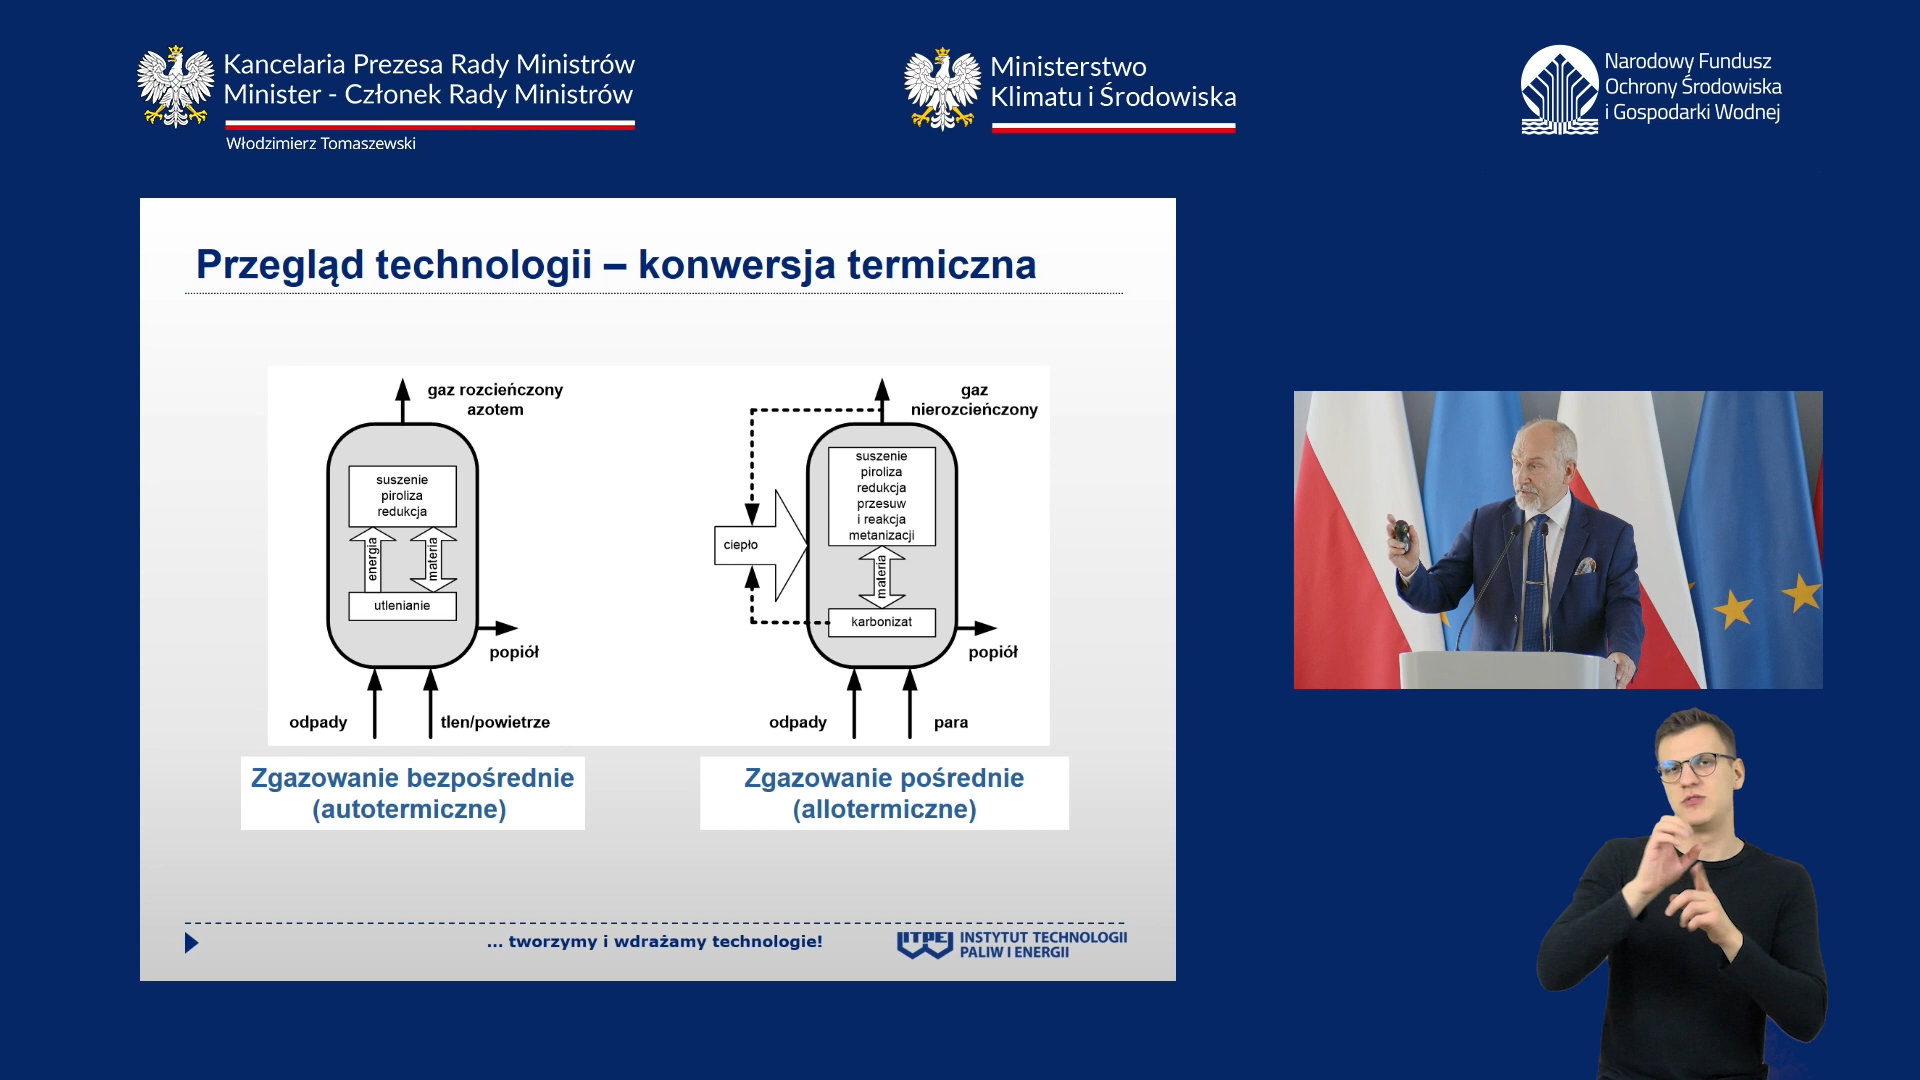 Kancelaria Prezesa Rady Ministrów
Minister - Członek Rady Ministrów
Włodzimierz Tomaszewski
Ministerstwo
Klimatu i Środowiska
Narodowy Fundusz
Ochrony Środowiska
i Gospodarki Wodnej
Przegląd technologii – konwersja termiczna
gaz rozcieńczony
azotem
suszenie
piroliza
redukcja
energia
materia
utlenianie
popiół
odpady
tlen/powietrze
Zgazowanie bezpośrednie
(autotermiczne)
gaz
nierozcieńczony
suszenie
piroliza
redukcja
przesuw
i reakcja
metanizacji
ciepło
materia
karbonizat
popiół
odpady
para
Zgazowanie pośrednie
(allotermiczne)
... tworzymy i wdrażamy technologie!
ITPE
INSTYTUT TECHNOLOGII
PALIW I ENERGII